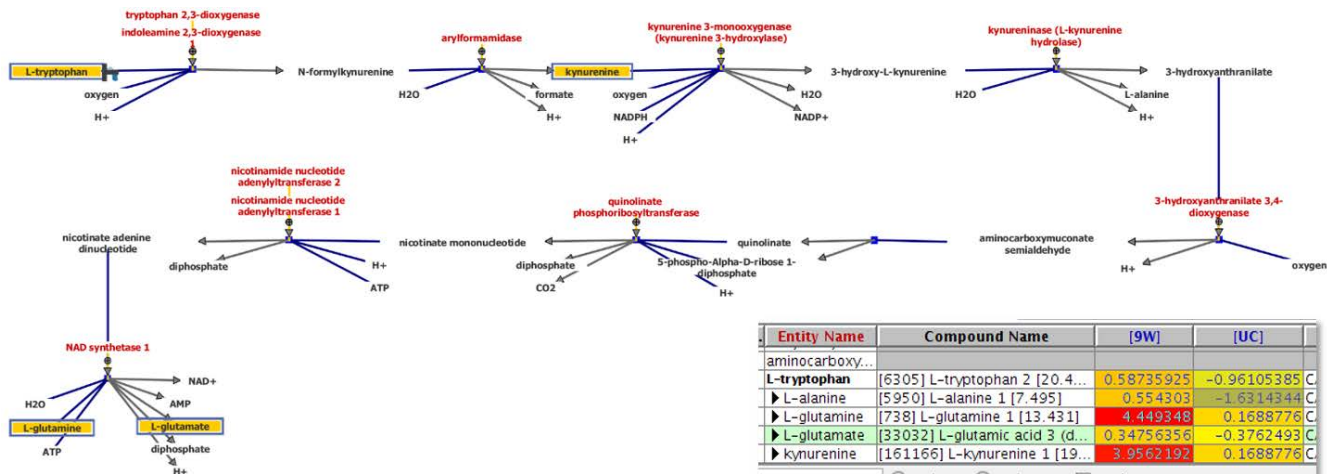 tryptophan 2,3-dioxygenase
indoleamine 2,3-dioxygenase
1
L-tryptophan
oxygen
H+
N-formylkynurenine
arylformamidase
H2O
formate
H+
kynurenine
kynurenine 3-monooxygenase
(kynurenine 3-hydroxylase)
oxygen
NADPH
H+
3-hydroxy-L-kynurenine
H2O
NADP+
kynureninase (L-kynurenine
hydrolase)
H2O
3-hydroxyanthranilate
L-alanine
H+
nicotinamide nucleotide
adenylyltransferase 2
nicotinamide nucleotide
adenylyltransferase 1
nicotinate adenine
dinucleotide
diphosphate
H+
ATP
nicotinate mononucleotide
quinolinate
phosphoribosyltransferase
diphosphate
CO2
quinolinate
5-phospho-Alpha-D-ribose 1-
diphosphate
H+
aminocarboxymuconate
semialdehyde
3-hydroxyanthranilate 3,4-
dioxygenase
H+
oxygen
NAD synthetase 1
H2O
L-glutamine
ATP
NAD+
AMP
L-glutamate
diphosphate
H+
Entity Name Compound Name [9W] [UC]
aminocarboxy...
L-tryptophan [6305] L-tryptophan 2 [20.4... 0.58735925 -0.96105385 C
L-alanine [5950] L-alanine 1 [7.495] 0.554303 -1.6314344 C
L-glutamine [738] L-glutamine 1 [13.431] 4.449348 0.1688776 C
L-glutamate [33032] L-glutamic acid 3 (d... 0.34756356 -0.3762493 C
kynurenine [161166] L-kynurenine 1 [19... 3.9562192 0.1688776 C